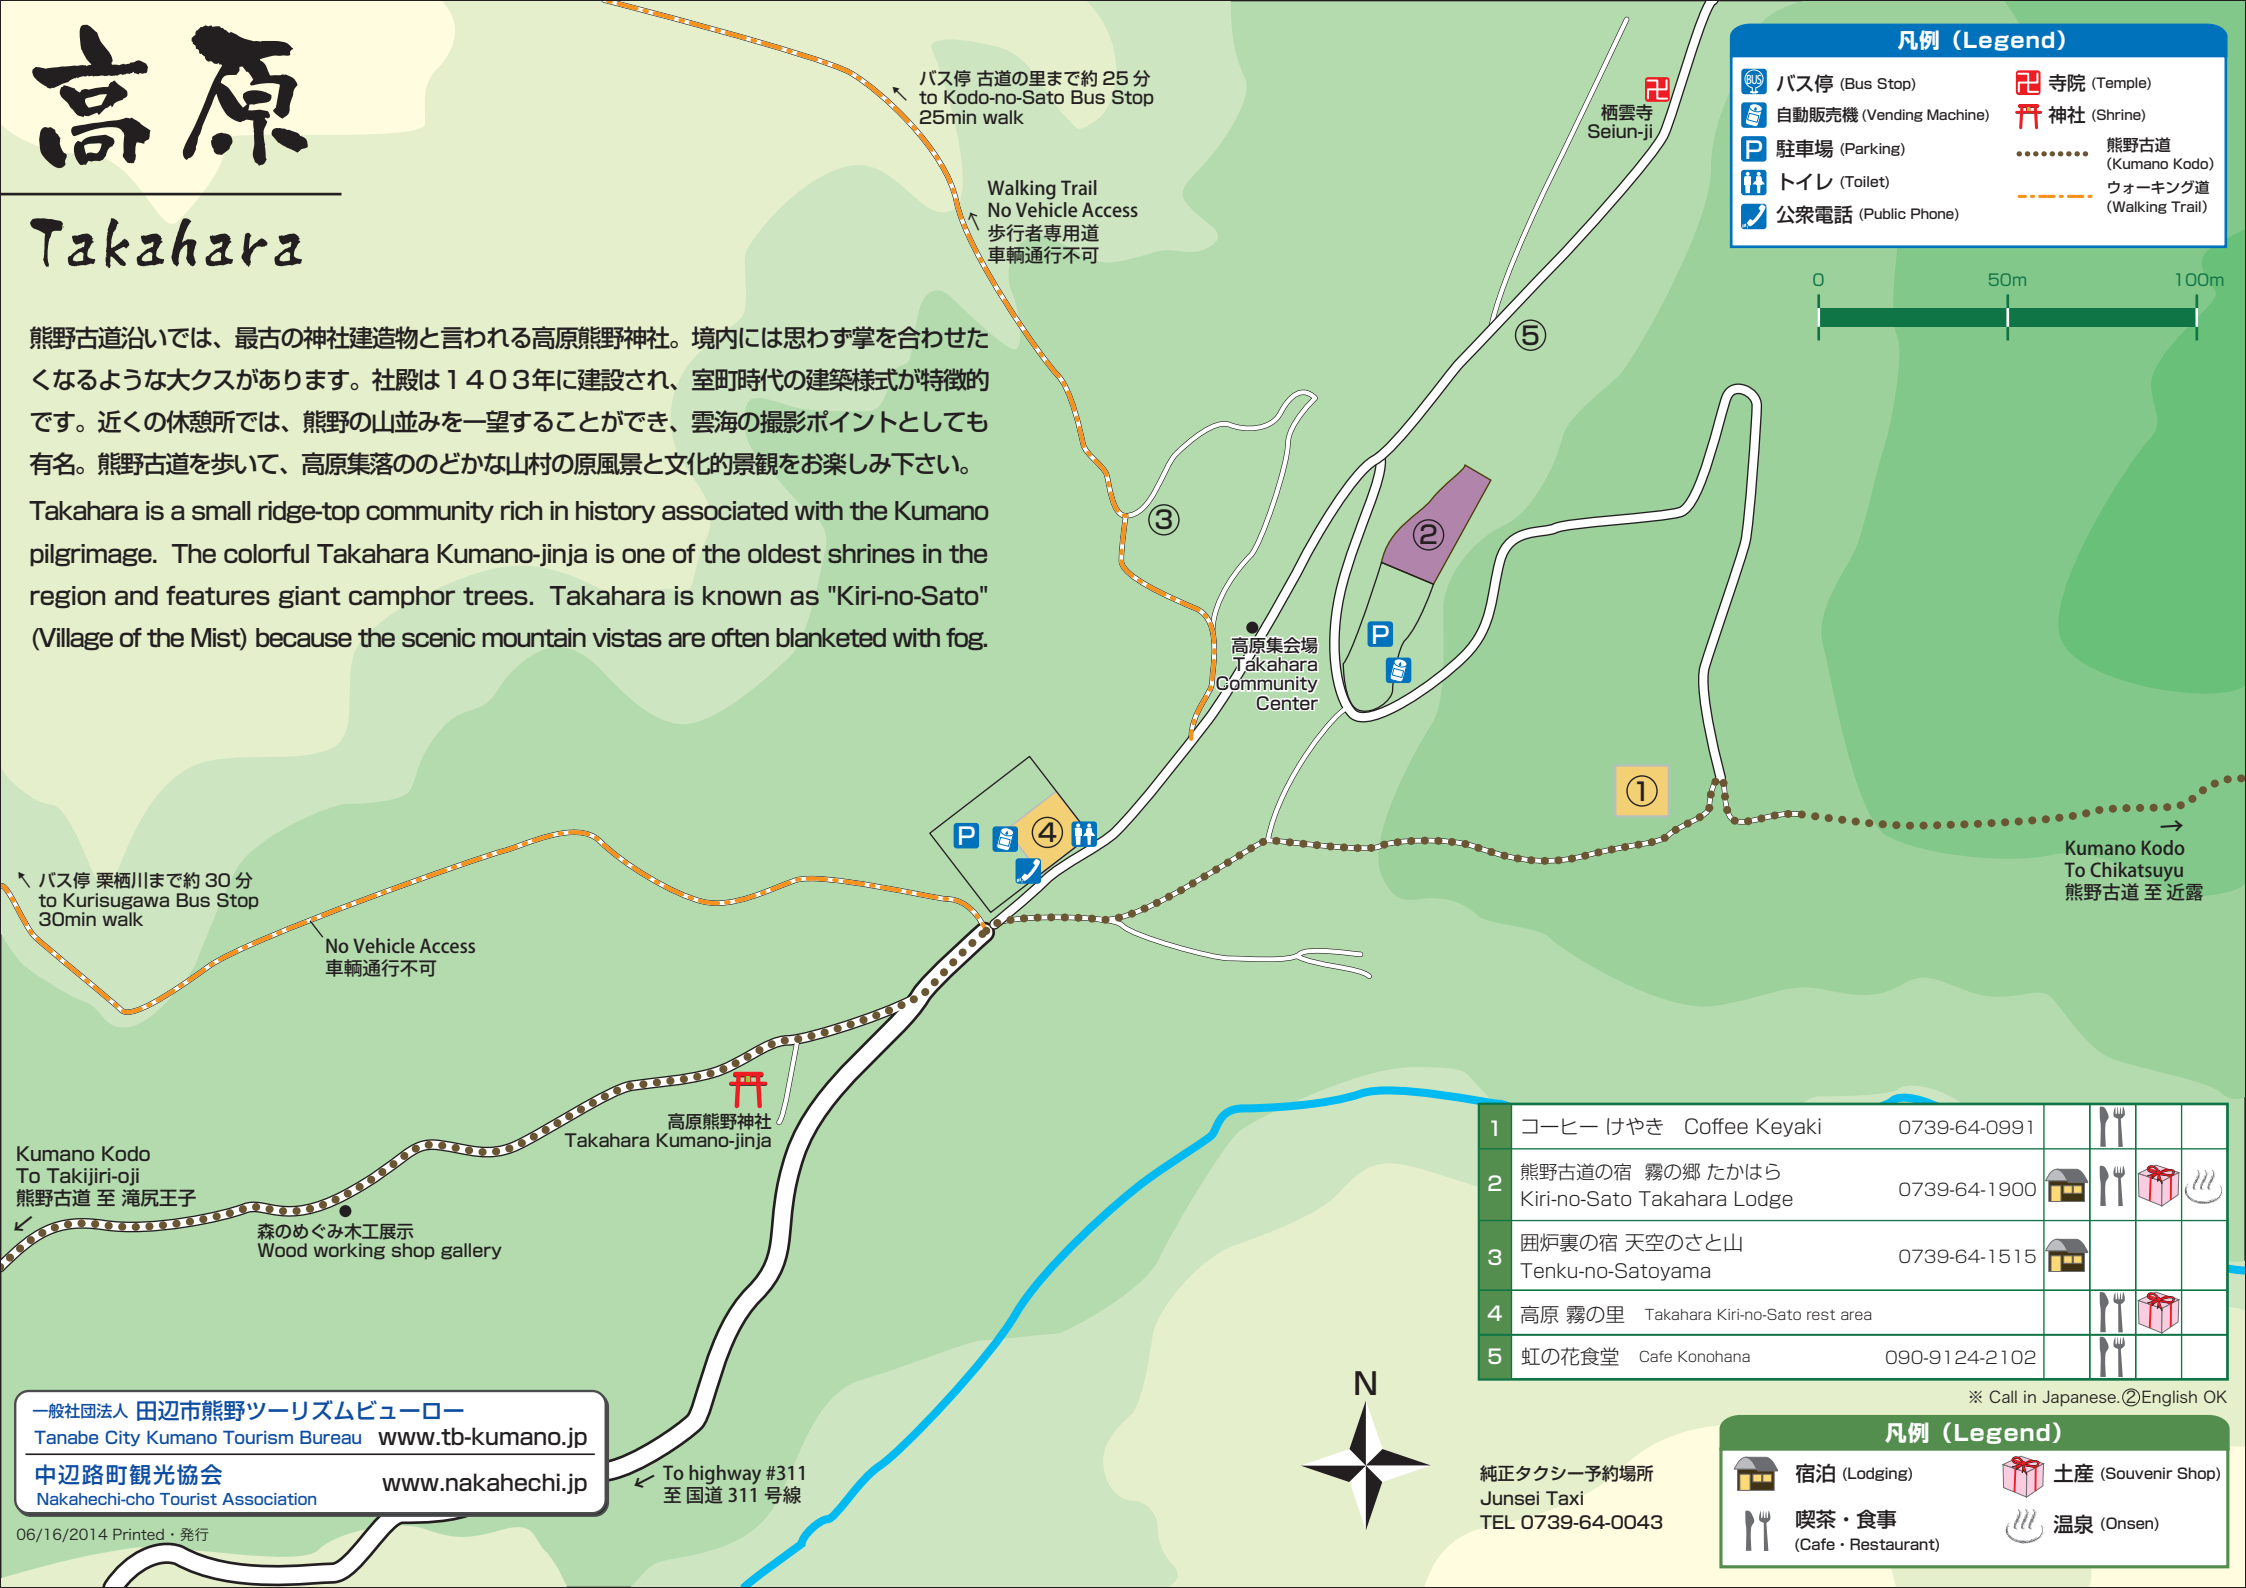 高原
Takahara
熊野古道沿いでは、最古の神社建造物と言われる高原熊野神社。境内には思わず掌を合わせた
くなるような大クスがあります。社殿は１４０３年に建設され、室町時代の建築様式が特徴的
です。近くの休憩所では、熊野の山並みを一望することができ、雲海の撮影ポイントとしても
有名。熊野古道を歩いて、高原集落ののどかな山村の原風景と文化的景観をお楽しみ下さい。
Takahara is a small ridge-top community rich in history associated with the Kumano
pilgrimage. The colorful Takahara Kumano-jinja is one of the oldest shrines in the
region and features giant camphor trees. Takahara is known as "Kiri-no-Sato"
(Village of the Mist) because the scenic mountain vistas are often blanketed with fog.
バス停 古道の里まで約 25 分
to Kodo-no-Sato Bus Stop
25min walk
Walking Trail
No Vehicle Access
歩行者専用道
車輌通行不可
栖雲寺
Seiun-ji
凡例（Legend）
BUS
バス停 (Bus Stop)
自動販売機 (Vending Machine)
P
駐車場 (Parking)
トイレ (Toilet)
公衆電話 (Public Phone)
寺院 (Temple)
神社 (Shrine)
熊野古道
(Kumano Kodo)
ウォーキング道
(Walking Trail)
0
50m
100m
⑤
③
②
P
高原集会場
Takahara
Community
Center
①
P
④
Kumano Kodo
To Chikatsuyu
熊野古道 至 近露
バス停 栗栖川まで約 30 分
to Kurisugawa Bus Stop
30min walk
No Vehicle Access
車輌通行不可
高原熊野神社
Takahara Kumano-jinja
Kumano Kodo
To Takijiri-oji
熊野古道 至 滝尻王子
森のめぐみ木工展示
Wood working shop gallery
1 コーヒー けやき Coffee Keyaki 0739-64-0991
2 熊野古道の宿 霧の郷 たかはら
Kiri-no-Sato Takahara Lodge 0739-64-1900
3 囲炉裏の宿 天空のさと山
Tenku-no-Satoyama 0739-64-1515
4 高原 霧の里 Takahara Kiri-no-Sato rest area
5 虹の花食堂 Cafe Konohana 090-9124-2102
※ Call in Japanese.②English OK
凡例（Legend）
宿泊 (Lodging)
喫茶・食事
(Cafe・Restaurant)
土産 (Souvenir Shop)
温泉 (Onsen)
N
純正タクシー予約場所
Junsei Taxi
TEL 0739-64-0043
To highway #311
至 国道 311 号線
一般社団法人 田辺市熊野ツーリズムビューロー
Tanabe City Kumano Tourism Bureau www.tb-kumano.jp
中辺路町観光協会
Nakahechi-cho Tourist Association www.nakahechi.jp
06/16/2014 Printed・発行